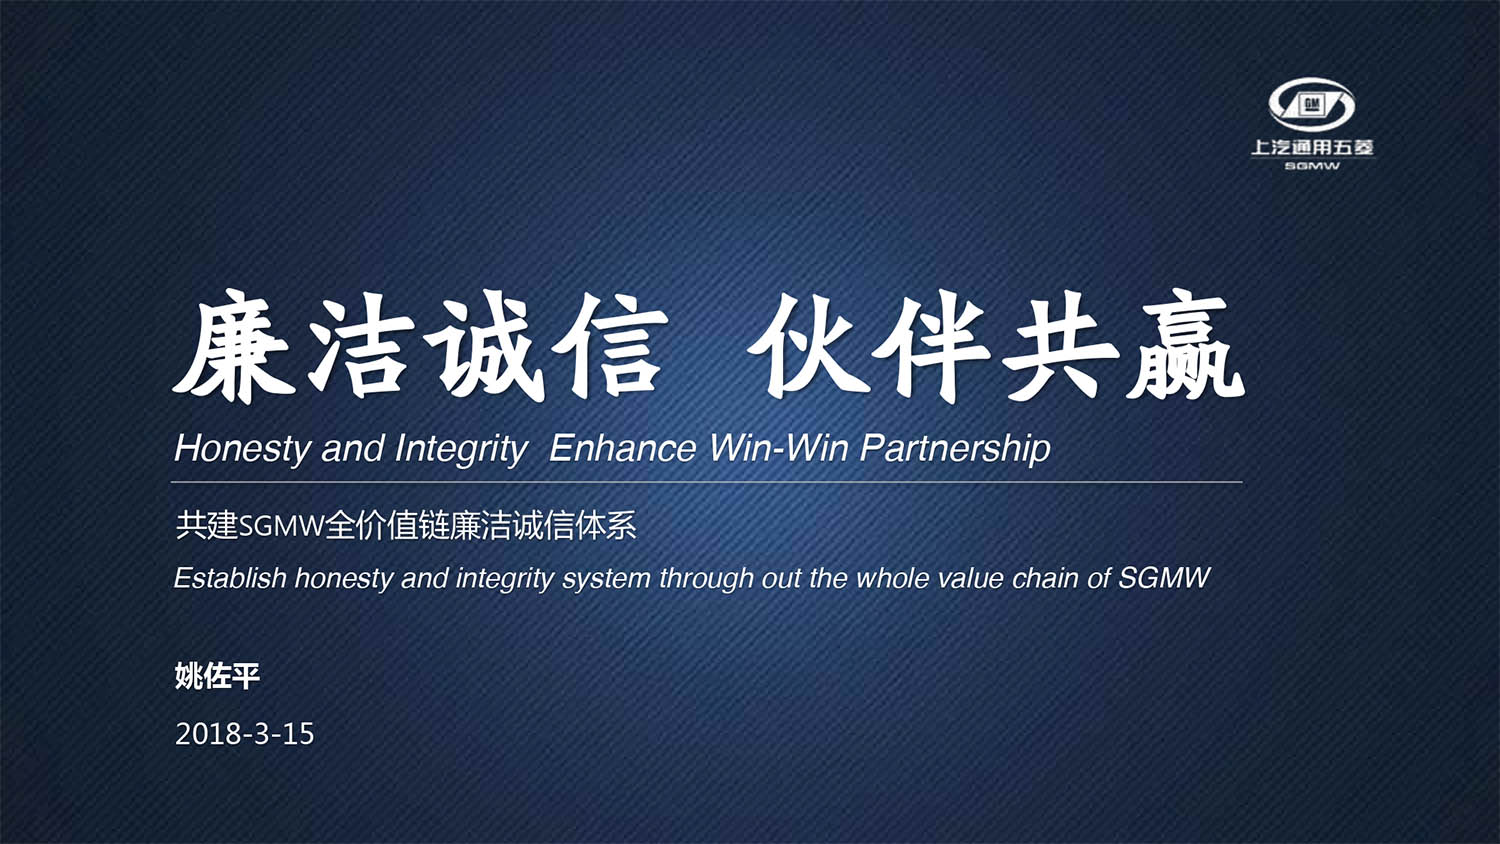 GM
上汽通用五菱
SGMW
廉洁诚信 伙伴共赢
Honesty and Integrity Enhance Win-Win Partnership
共建SGMW全价值链廉洁诚信体系
Establish honesty and integrity system through out the whole value chain of SGMW
姚佐平
2018-3-15